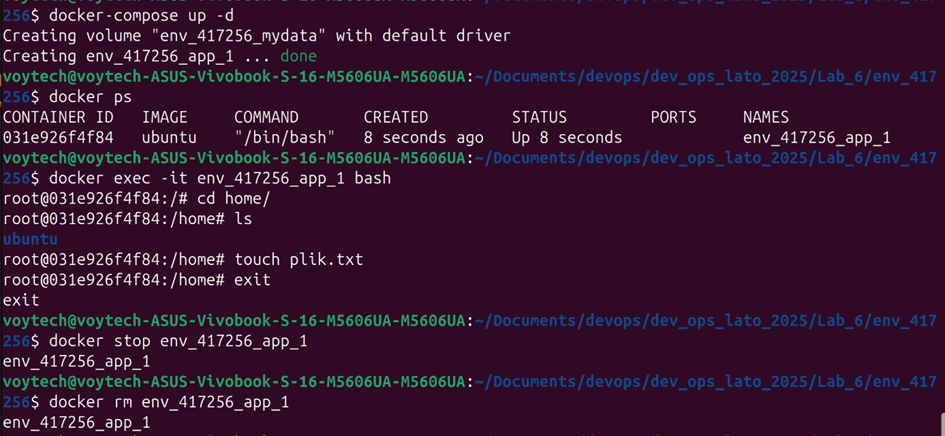 256$ docker-compose up -d
Creating volume "env_417256_mydata" with default driver
Creating env_417256_app_1 ... done
voytech@voytech-ASUS-Vivobook-S-16-M5606UA-M5606UA:~/Documents/devops/dev_ops_lato_2025/Lab_6/env_417
256$ docker ps
CONTAINER ID   IMAGE     COMMAND       CREATED         STATUS         PORTS     NAMES
031e926f4f84   ubuntu    "/bin/bash"   8 seconds ago   Up 8 seconds             env_417256_app_1
voytech@voytech-ASUS-Vivobook-S-16-M5606UA-M5606UA:~/Documents/devops/dev_ops_lato_2025/Lab_6/env_417
256$ docker exec -it env_417256_app_1 bash
root@031e926f4f84:/# cd home/
root@031e926f4f84:/home# ls
ubuntu
root@031e926f4f84:/home# touch plik.txt
root@031e926f4f84:/home# exit
exit
voytech@voytech-ASUS-Vivobook-S-16-M5606UA-M5606UA:~/Documents/devops/dev_ops_lato_2025/Lab_6/env_417
256$ docker stop env_417256_app_1
env_417256_app_1
voytech@voytech-ASUS-Vivobook-S-16-M5606UA-M5606UA:~/Documents/devops/dev_ops_lato_2025/Lab_6/env_417
256$ docker rm env_417256_app_1
env_417256_app_1